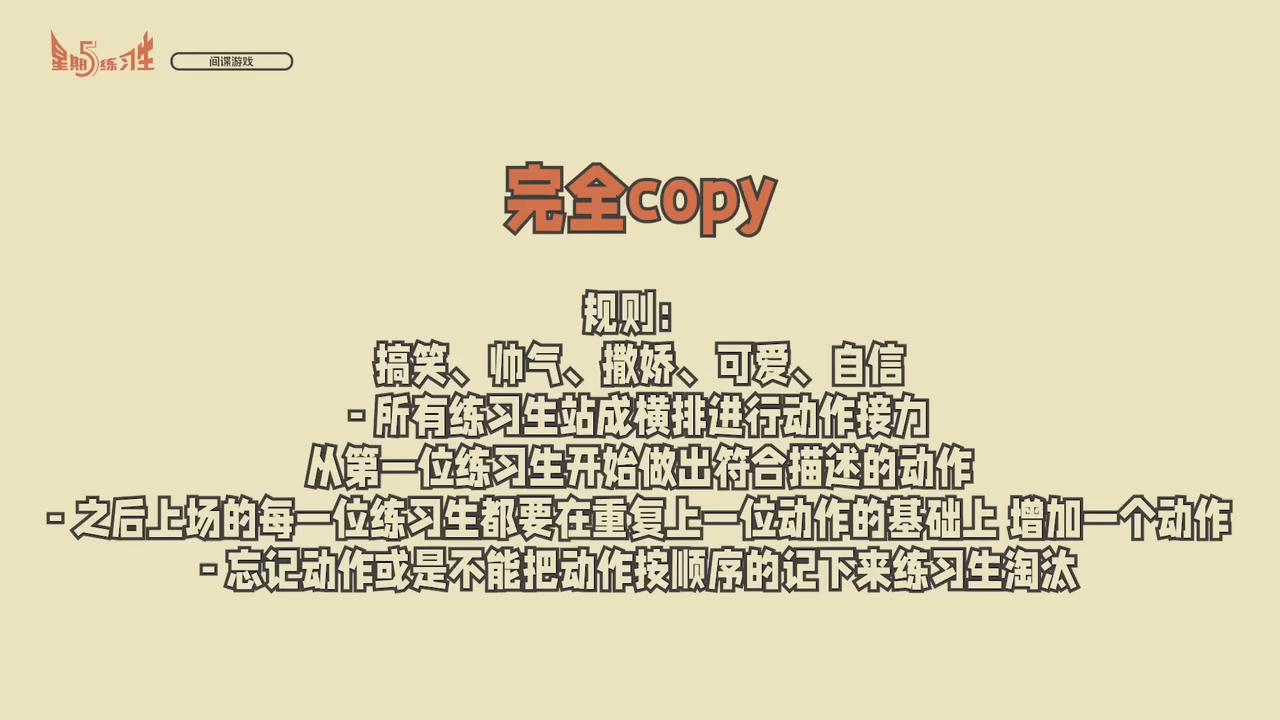 星期5练习生
间谍游戏
完全copy
规则：
搞笑、帅气、撒娇、可爱、自信
- 所有练习生站成横排进行动作接力
从第一位练习生开始做出符合描述的动作
- 之后上场的每一位练习生都要在重复上一位动作的基础上 增加一个动作
- 忘记动作或是不能把动作按顺序的记下来练习生淘汰